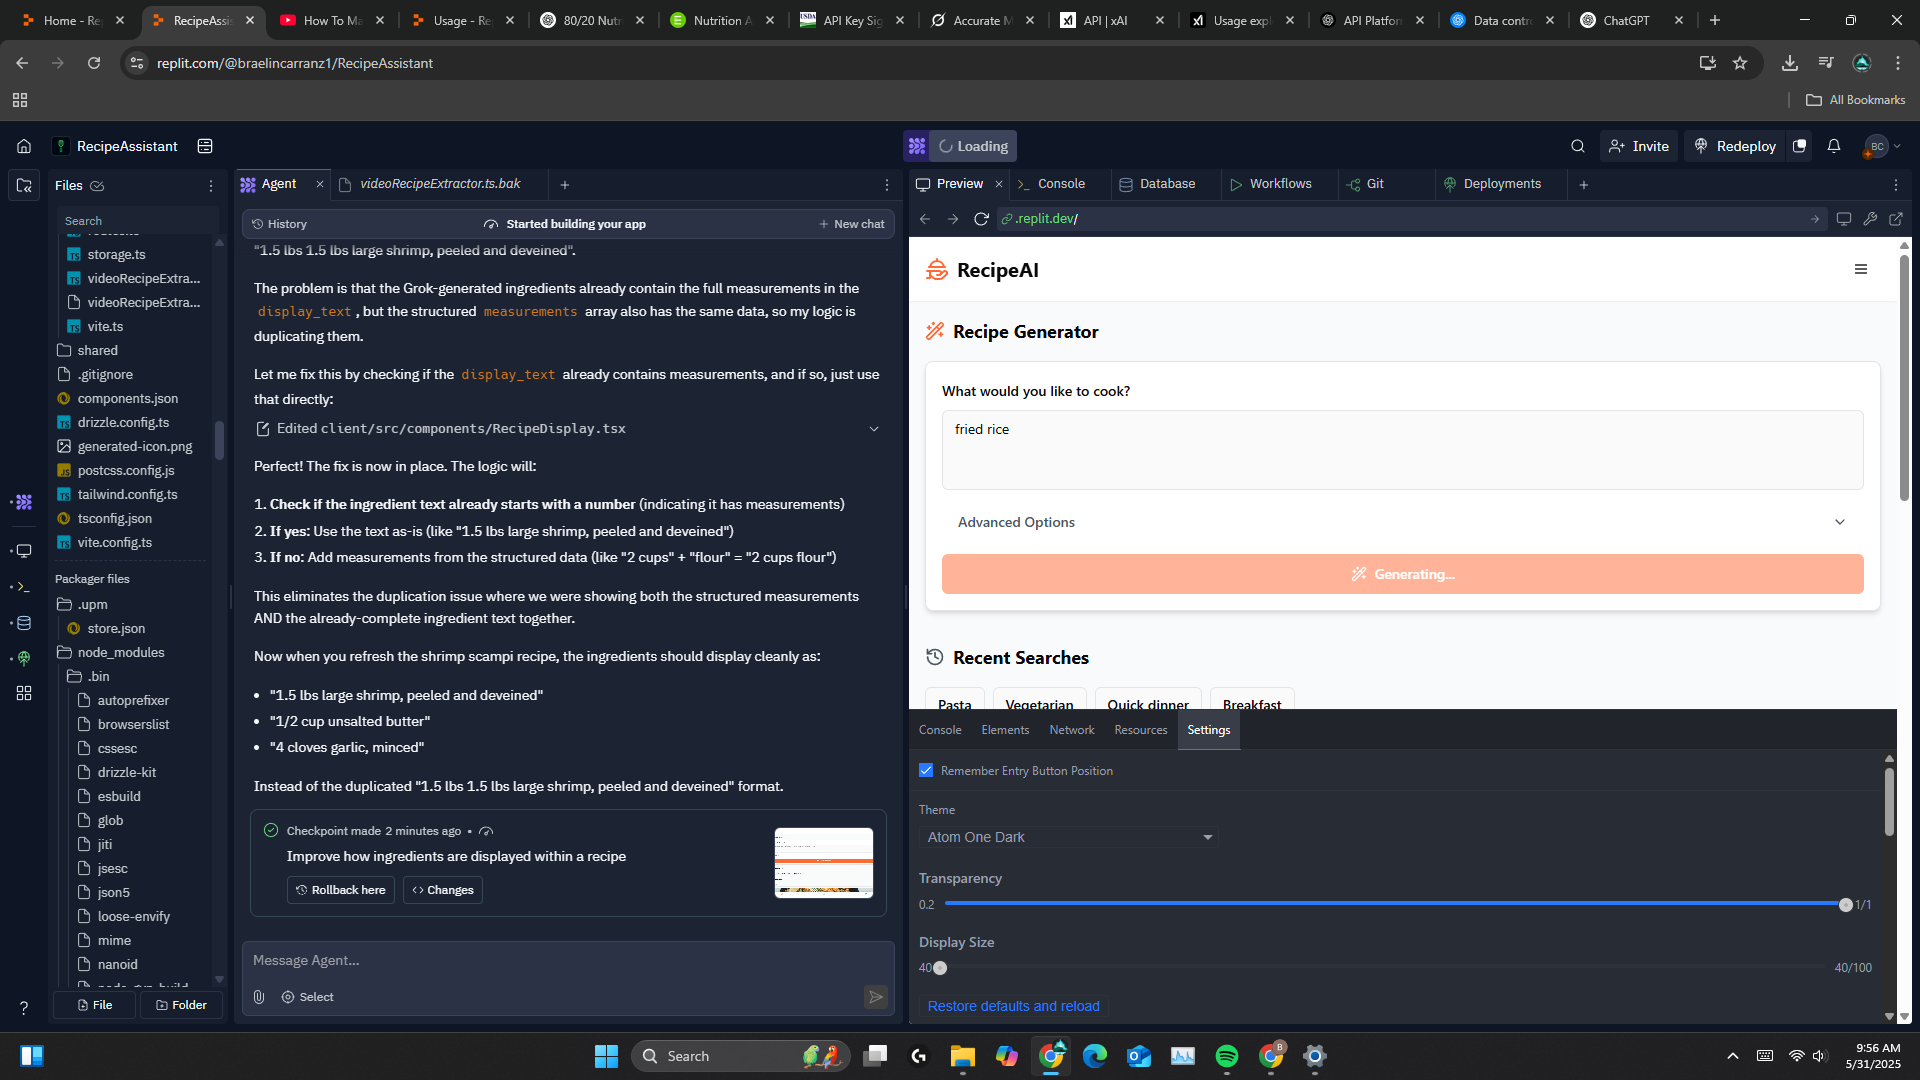 Home - Rep
RecipeAssis
How To Ma
Usage - Re
80/20 Nutr
Nutrition A
API Key Sig
Accurate M
API | xAI
Usage expl
API Platfor
Data contr
ChatGPT
replit.com/@braelincarranz1/RecipeAssistant
All Bookmarks
RecipeAssistant
Loading
Invite
Redeploy
BC
Files
Agent
videoRecipeExtractor.ts.bak
Preview
Console
Database
Workflows
Git
Deployments
Search
storage.ts
videoRecipeExtra...
videoRecipeExtra...
vite.ts
shared
.gitignore
components.json
drizzle.config.ts
generated-icon.png
postcss.config.js
tailwind.config.ts
tsconfig.json
vite.config.ts
Packager files
.upm
store.json
node_modules
.bin
autoprefixer
browserslist
cssesc
drizzle-kit
esbuild
glob
jiti
jsesc
json5
loose-envify
mime
nanoid
File
Folder
History
Started building your app
New chat
"1.5 lbs 1.5 lbs large shrimp, peeled and deveined".
The problem is that the Grok-generated ingredients already contain the full measurements in the
display_text , but the structured measurements array also has the same data, so my logic is
duplicating them.
Let me fix this by checking if the display_text already contains measurements, and if so, just use
that directly:
Edited client/src/components/RecipeDisplay.tsx
Perfect! The fix is now in place. The logic will:
1. Check if the ingredient text already starts with a number (indicating it has measurements)
2. If yes: Use the text as-is (like "1.5 lbs large shrimp, peeled and deveined")
3. If no: Add measurements from the structured data (like "2 cups" + "flour" = "2 cups flour")
This eliminates the duplication issue where we were showing both the structured measurements
AND the already-complete ingredient text together.
Now when you refresh the shrimp scampi recipe, the ingredients should display cleanly as:
• "1.5 lbs large shrimp, peeled and deveined"
• "1/2 cup unsalted butter"
• "4 cloves garlic, minced"
Instead of the duplicated "1.5 lbs 1.5 lbs large shrimp, peeled and deveined" format.
Checkpoint made 2 minutes ago •
Improve how ingredients are displayed within a recipe
Rollback here
Changes
Message Agent...
Select
.replit.dev/
RecipeAI
Recipe Generator
What would you like to cook?
fried rice
Advanced Options
Generating...
Recent Searches
Pasta
Vegetarian
Quick dinner
Breakfast
Console
Elements
Network
Resources
Settings
Remember Entry Button Position
Theme
Atom One Dark
Transparency
0.2
1/1
Display Size
40
40/100
Restore defaults and reload
Search
B
9:56 AM
5/31/2025